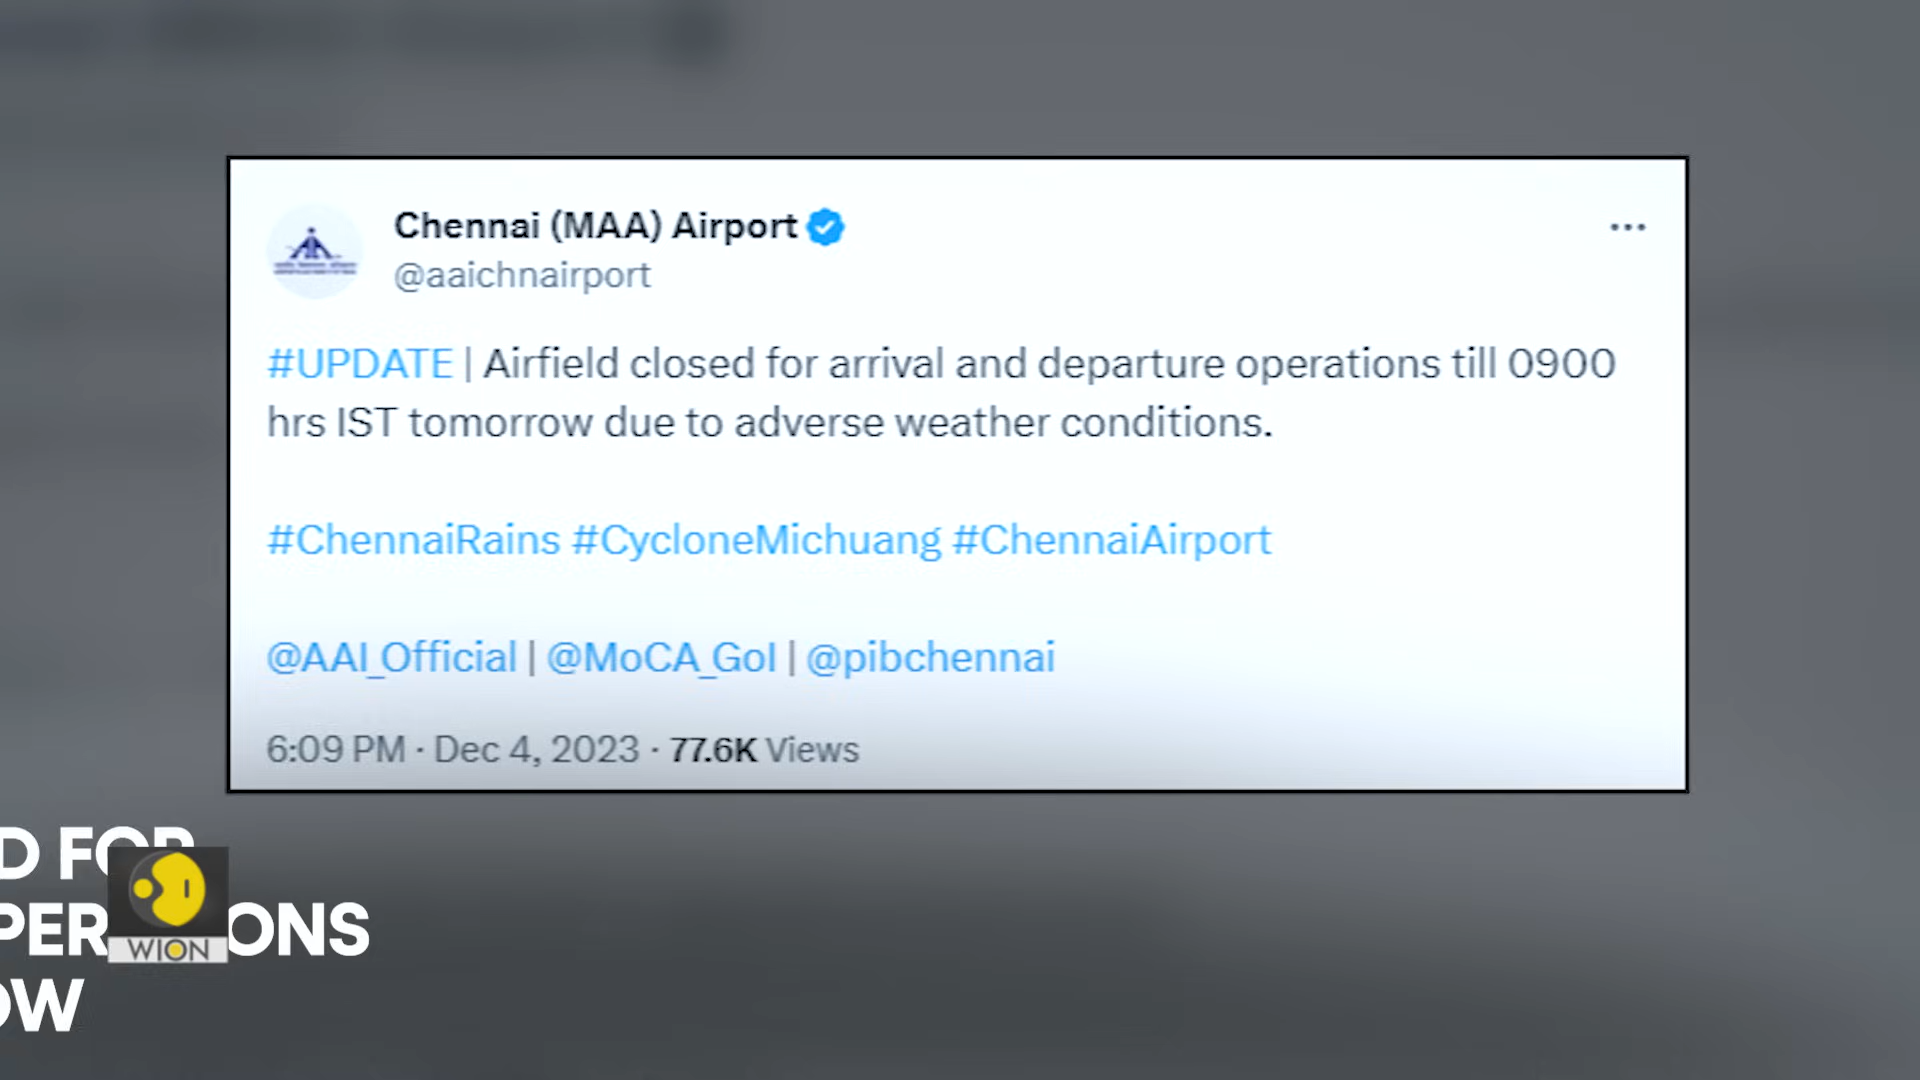 Chennai (MAA) Airport
@aaichnairport
#UPDATE | Airfield closed for arrival and departure operations till 0900
hrs IST tomorrow due to adverse weather conditions.
#ChennaiRains #CycloneMichuang #ChennaiAirport
@AAI_Official | @MoCA_GoI | @pibchennai
6:09 PM · Dec 4, 2023 · 77.6K Views
D FOR
WION
OW